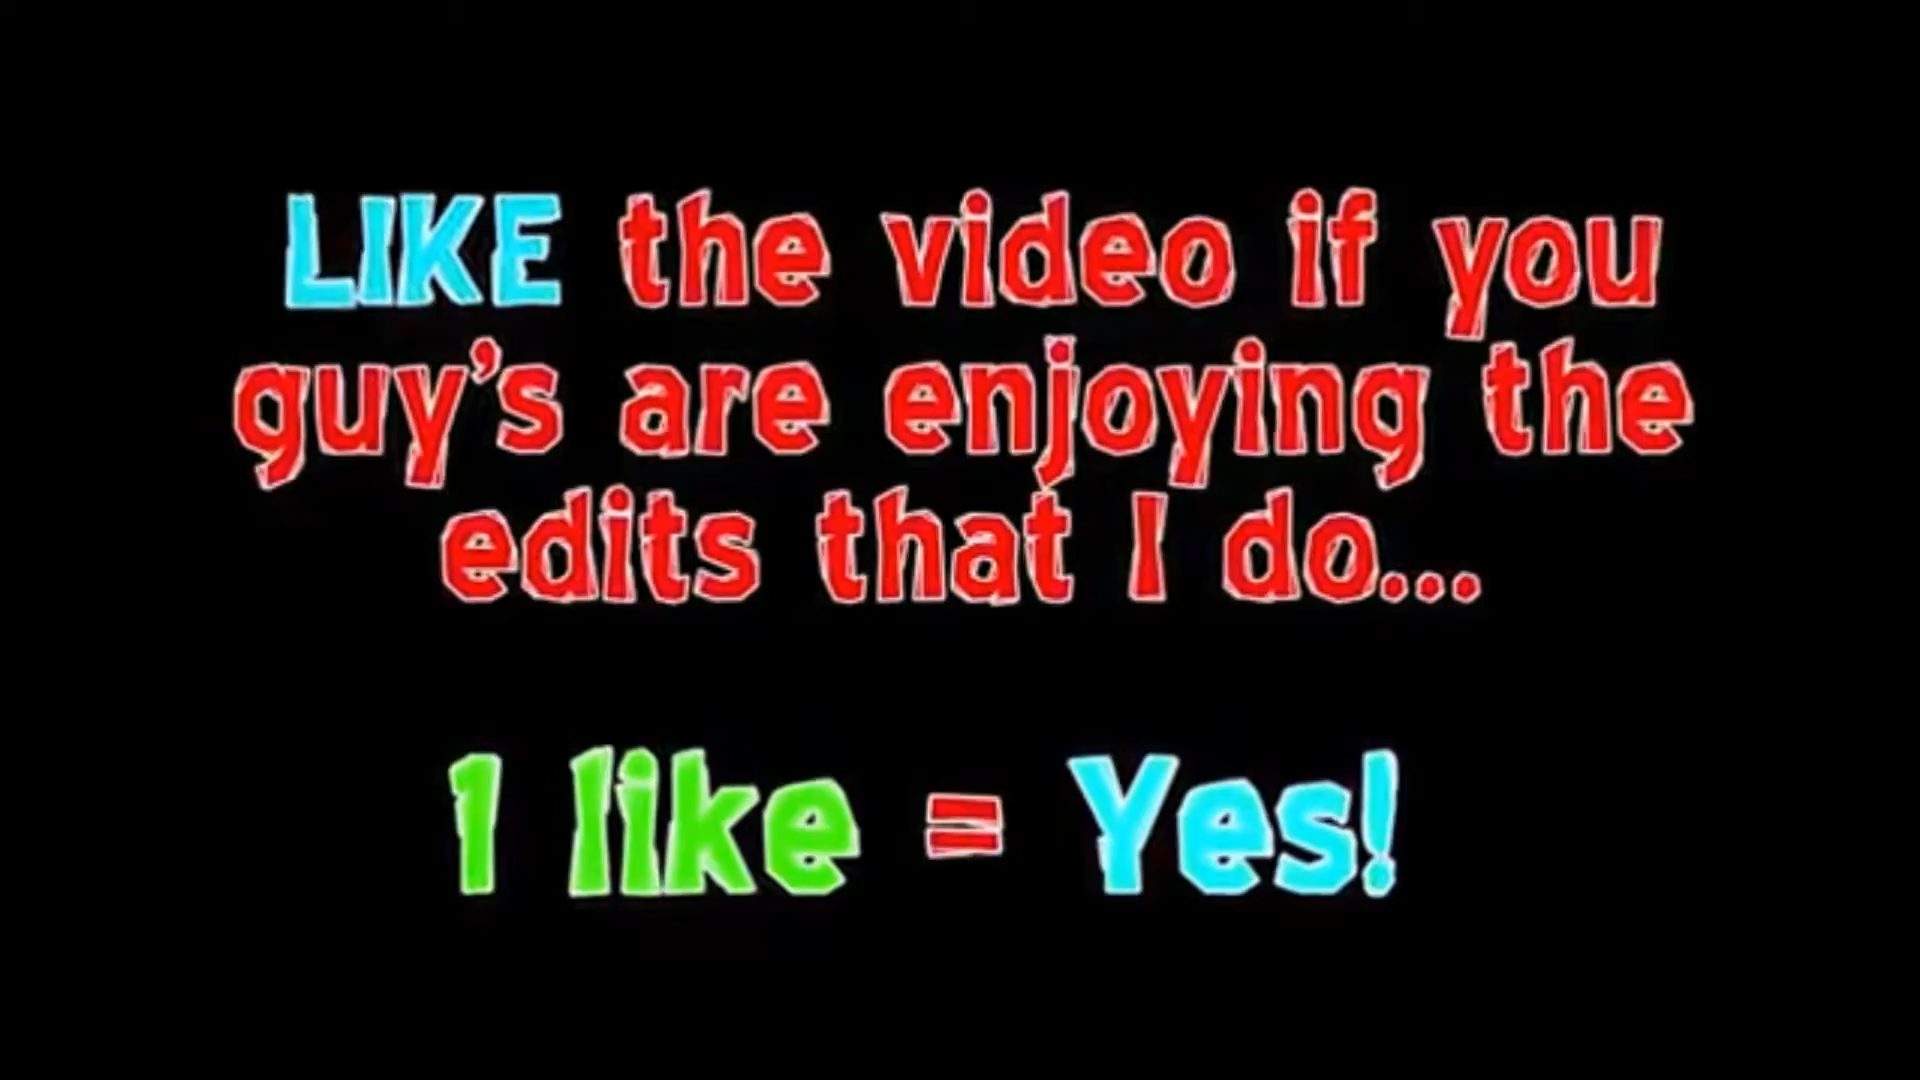 LIKE the video if you
guy's are enjoying the
edits that I do...
1 like = Yes!